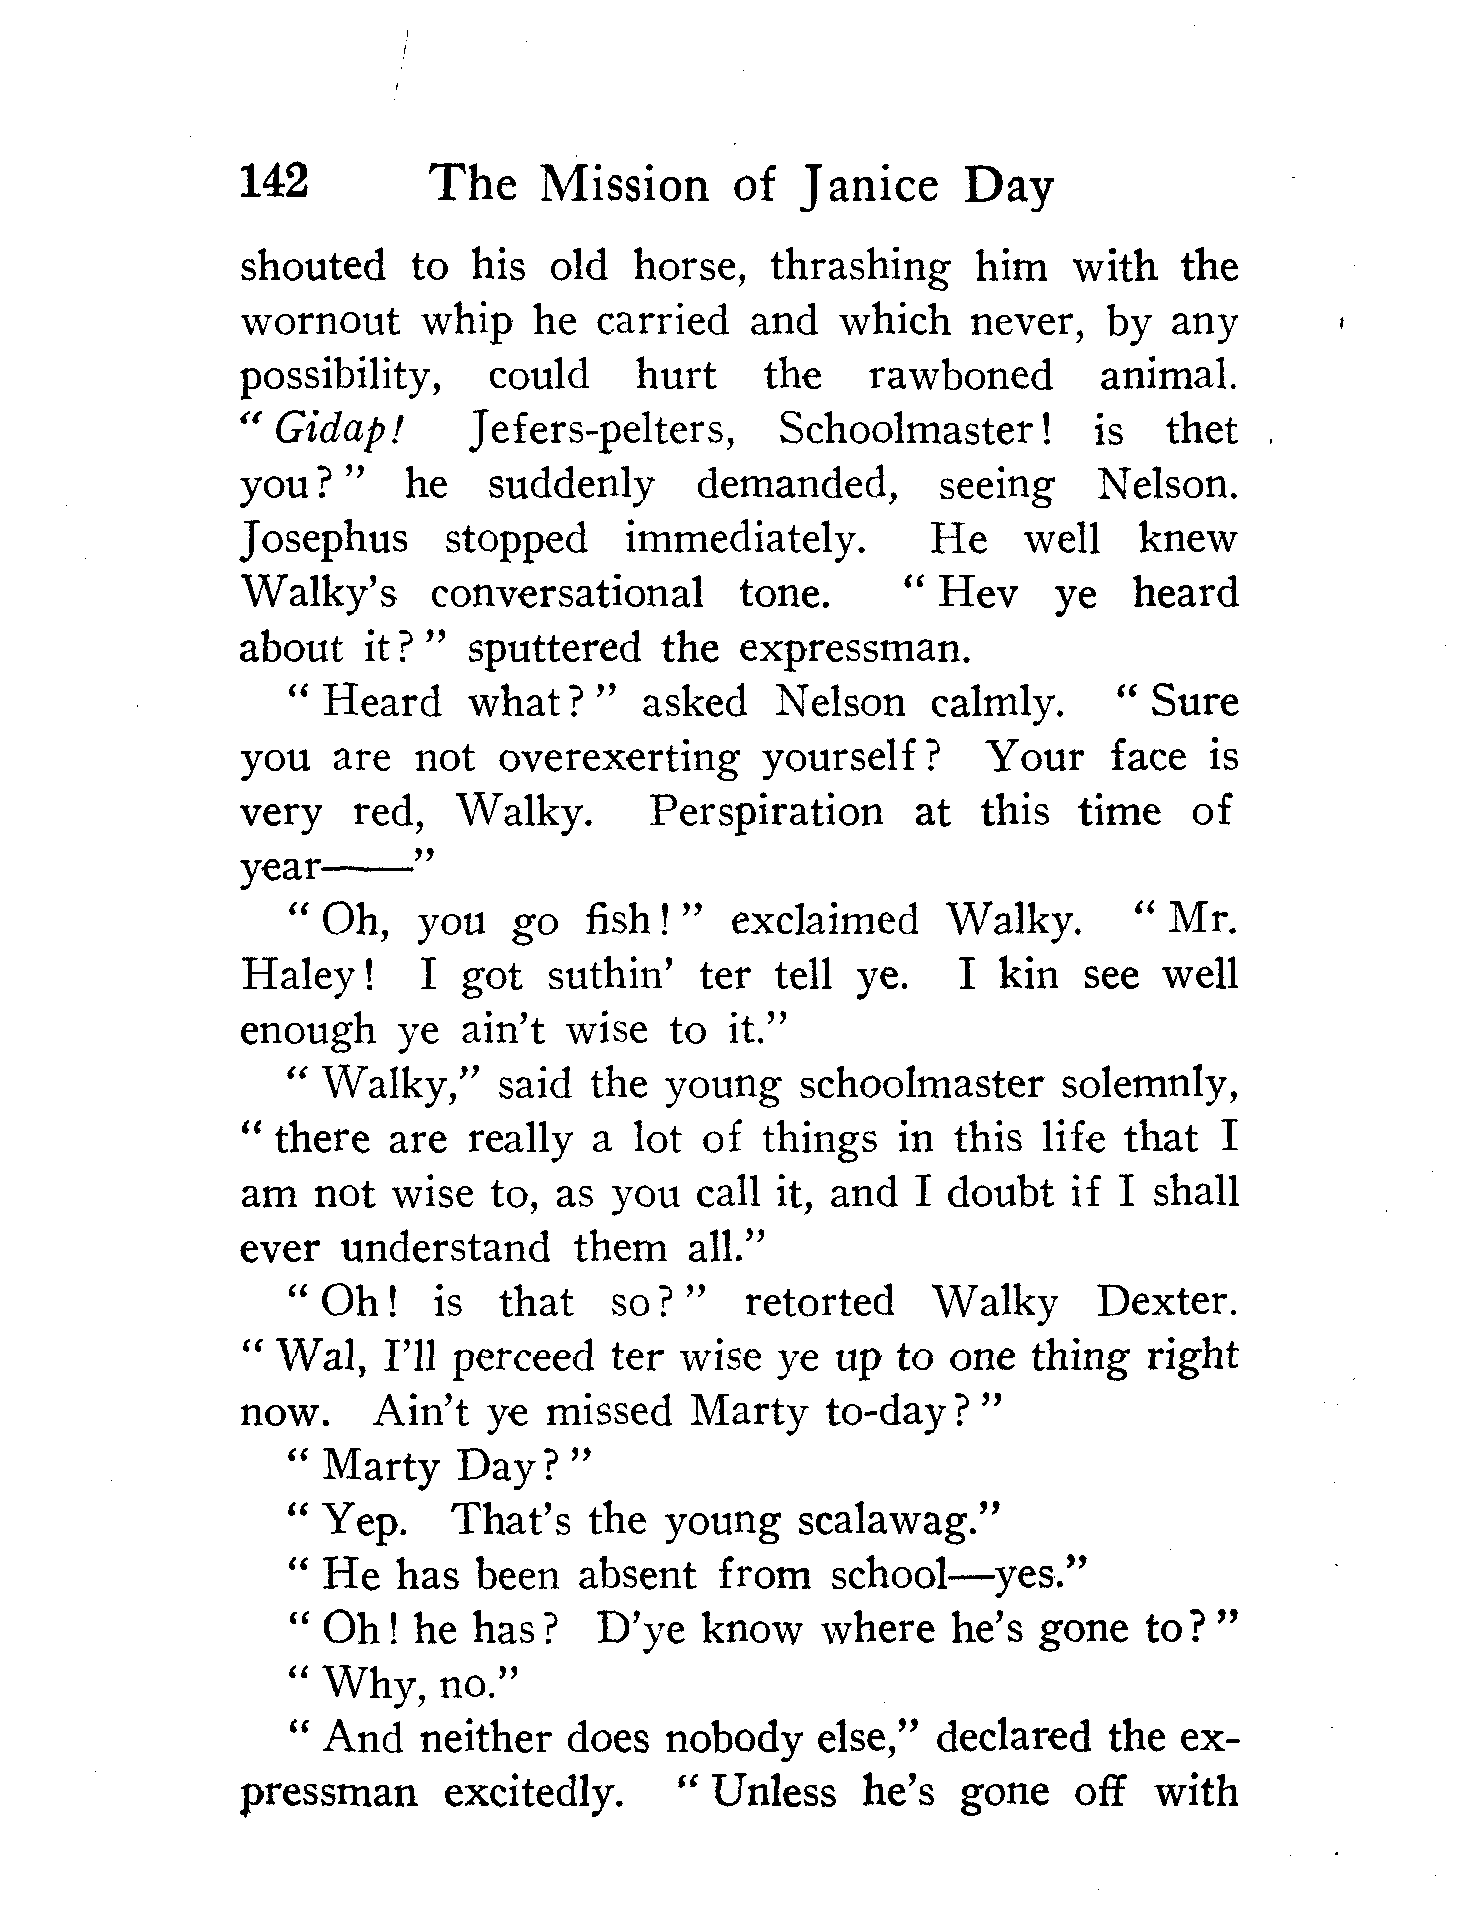 142 The Mission of Janice Day
shouted to his old horse, thrashing him with the
wornout whip he carried and which never, by any
possibility, could hurt the rawboned animal.
" Gidap! Jefers-pelters, Schoolmaster! is thet
you?" he suddenly demanded, seeing Nelson.
Josephus stopped immediately. He well knew
Walky's conversational tone. "Hev ye heard
about it?" sputtered the expressman.
"Heard what?" asked Nelson calmly. "Sure
you are not overexerting yourself? Your face is
very red, Walky. Perspiration at this time of
year——"
"Oh, you go fish!" exclaimed Walky. "Mr.
Haley! I got suthin' ter tell ye. I kin see well
enough ye ain't wise to it."
"Walky," said the young schoolmaster solemnly,
"there are really a lot of things in this life that I
am not wise to, as you call it, and I doubt if I shall
ever understand them all."
"Oh! is that so?" retorted Walky Dexter.
"Wal, I'll perceed ter wise ye up to one thing right
now. Ain't ye missed Marty to-day?"
"Marty Day?"
"Yep. That's the young scalawag."
"He has been absent from school—yes."
"Oh! he has? D'ye know where he's gone to?"
"Why, no."
"And neither does nobody else," declared the ex-
pressman excitedly. "Unless he's gone off with